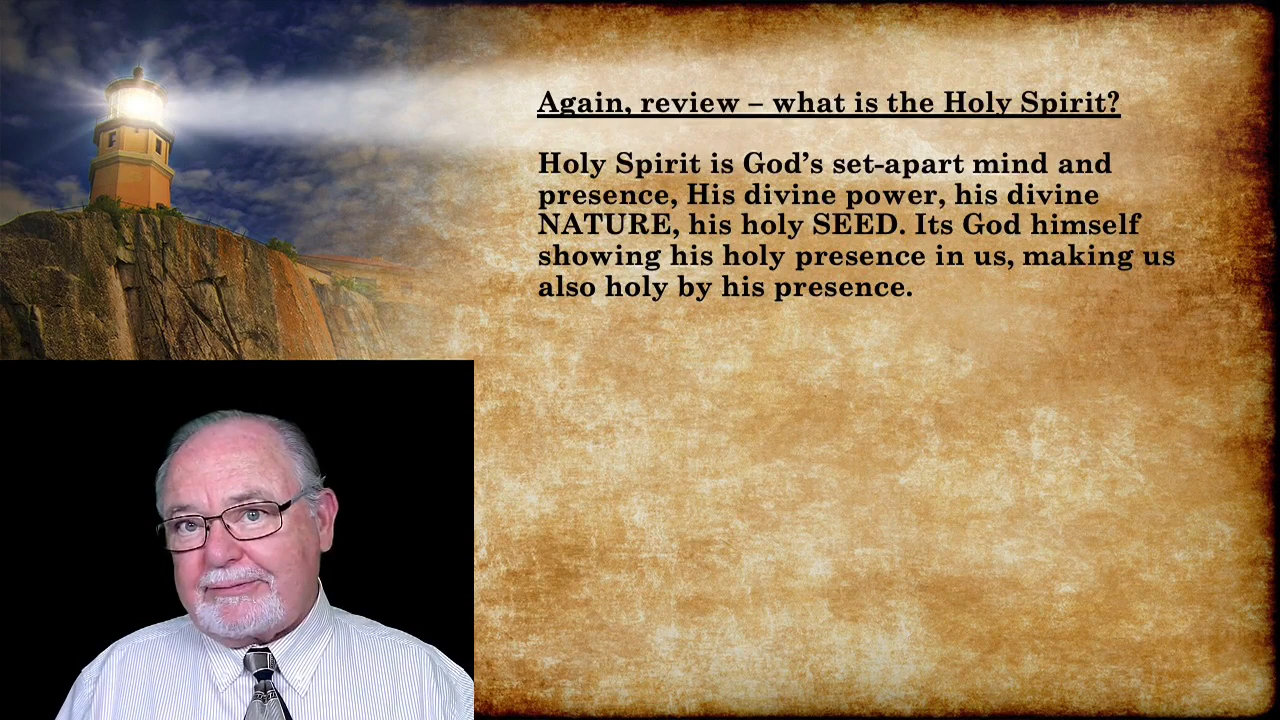 Again, review – what is the Holy Spirit?
Holy Spirit is God’s set-apart mind and
presence, His divine power, his divine
NATURE, his holy SEED. Its God himself
showing his holy presence in us, making us
also holy by his presence.